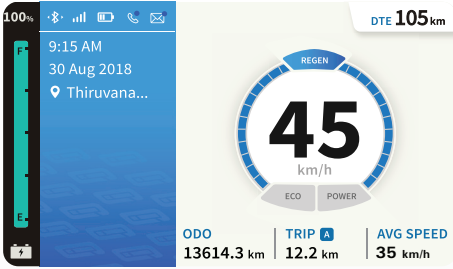 100%
F
E
9:15 AM
30 Aug 2018
Thiruvana...
DTE 105 km
REGEN
45
km/h
ECO POWER
ODO
13614.3 km
TRIP A
12.2 km
AVG SPEED
35 km/h